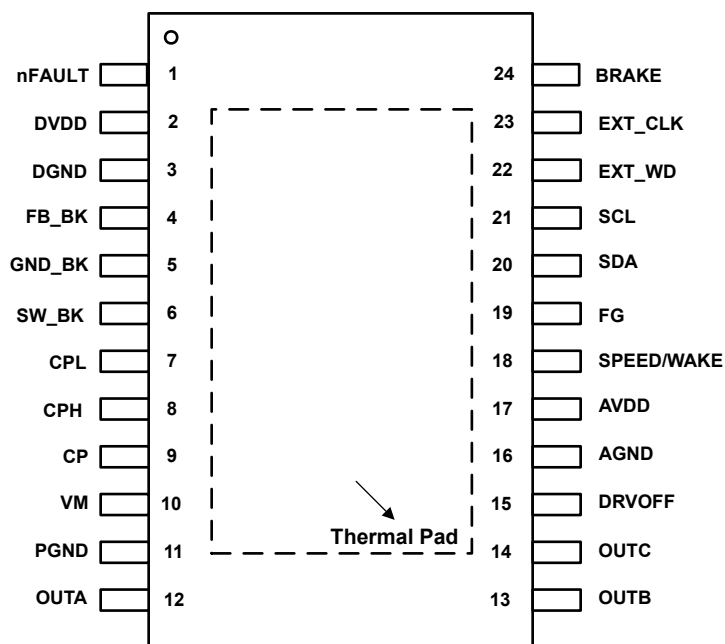 nFAULT 1 24 BRAKE
DVDD 2 23 EXT_CLK
DGND 3 22 EXT_WD
FB_BK 4 21 SCL
GND_BK 5 20 SDA
SW_BK 6 19 FG
CPL 7 18 SPEED/WAKE
CPH 8 17 AVDD
CP 9 16 AGND
VM 10 15 DRVOFF
Thermal Pad
PGND 11 14 OUTC
OUTA 12 13 OUTB